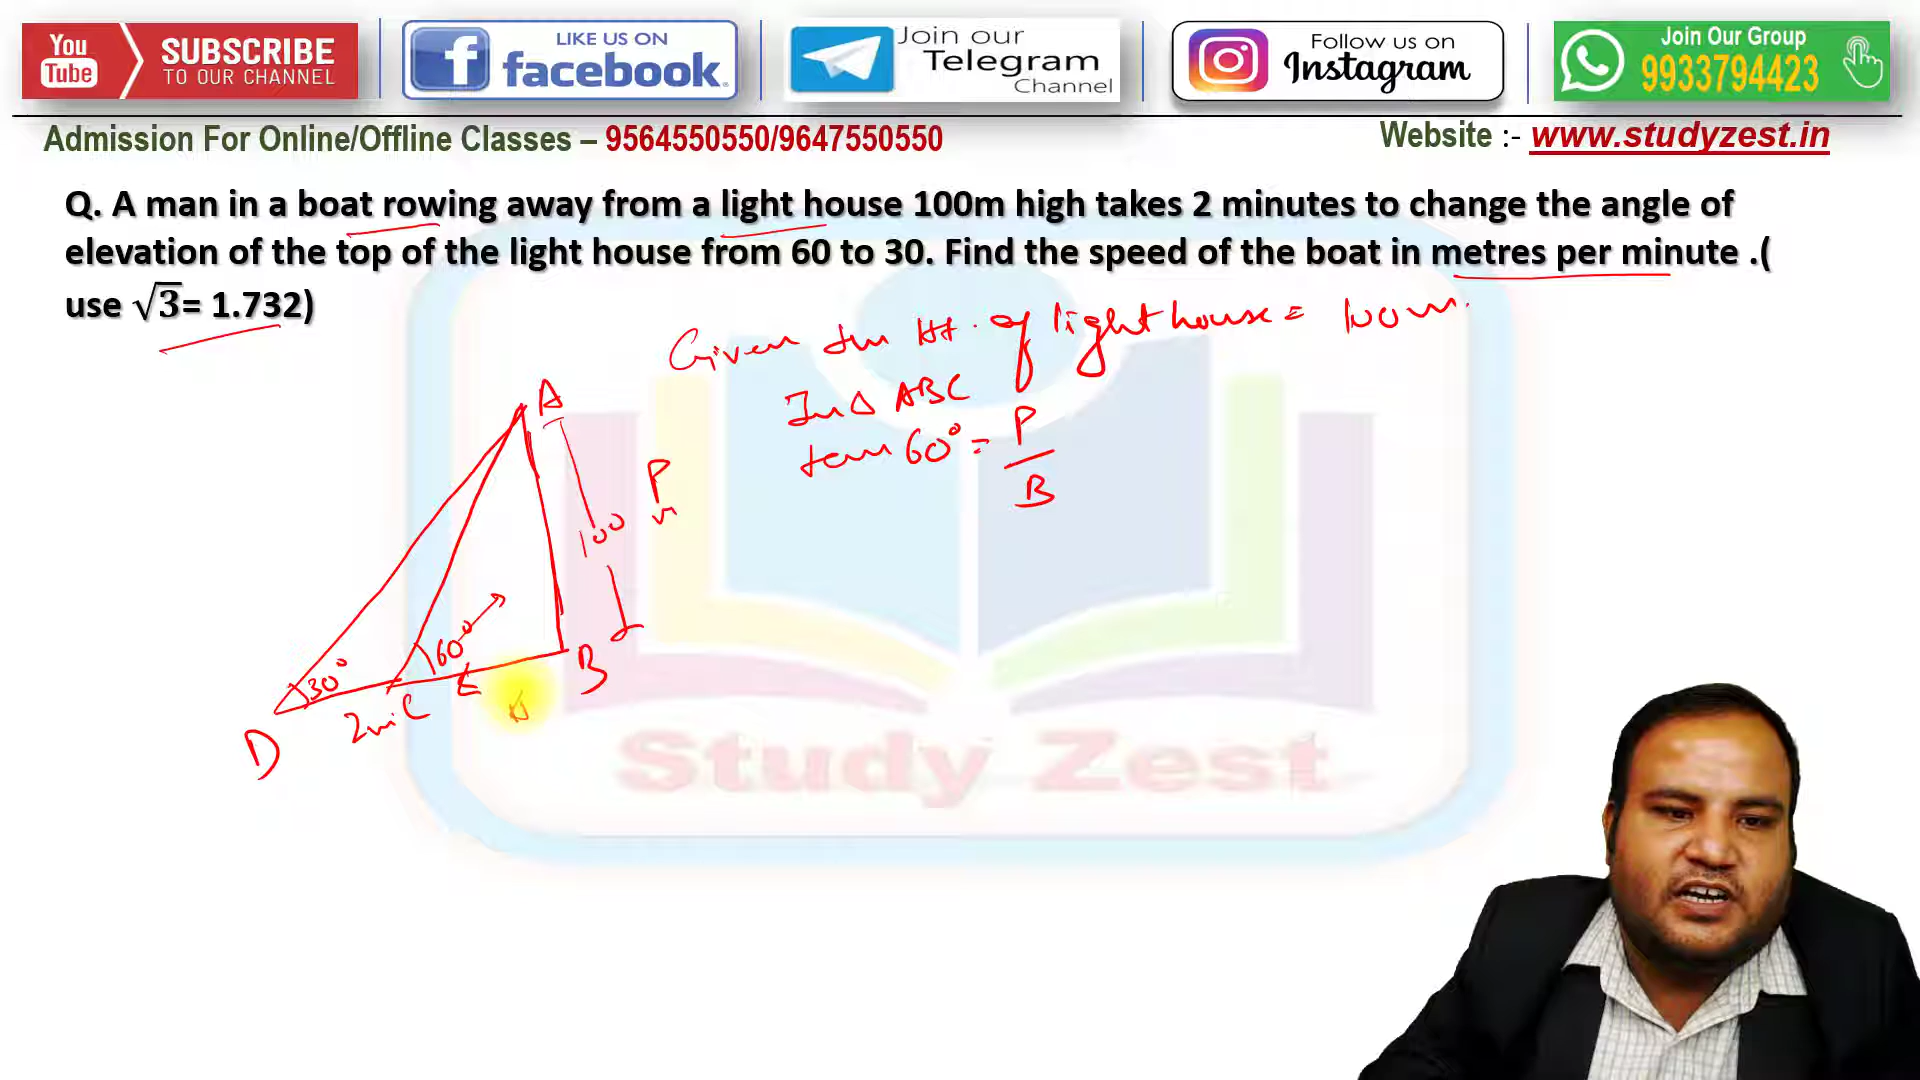 You Tube SUBSCRIBE TO OUR CHANNEL
LIKE US ON facebook.
Join our Telegram Channel
Follow us on Instagram
Join Our Group 9933794423
Admission For Online/Offline Classes – 9564550550/9647550550
Website :- www.studyzest.in
Q. A man in a boat rowing away from a light house 100m high takes 2 minutes to change the angle of
elevation of the top of the light house from 60 to 30. Find the speed of the boat in metres per minute .(
use √3= 1.732)
Given the Ht. of light house = 100m.
In Δ ABC
tan 60° = P/B
A
P
100
60°
30°
B
C
2m
D
Study Zest